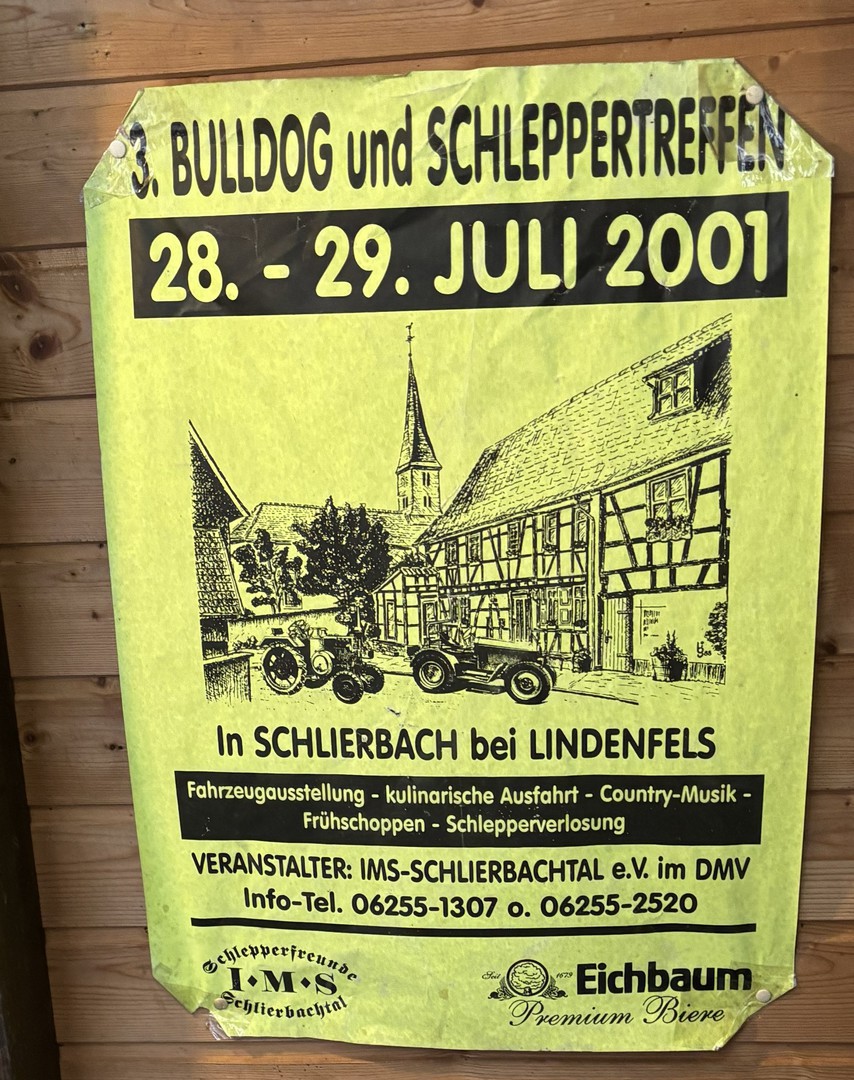 3. BULLDOG und SCHLEPPERTREFFEN
28. - 29. JULI 2001
In SCHLIERBACH bei LINDENFELS
Fahrzeugausstellung - kulinarische Ausfahrt - Country-Musik -
Frühschoppen - Schlepperverlosung
VERANSTALTER: IMS-SCHLIERBACHTAL e.V. im DMV
Info-Tel. 06255-1307 o. 06255-2520
Schlepperfreunde
I•M•S
Schlierbachtal
Seit 1679
Eichbaum
Premium Biere